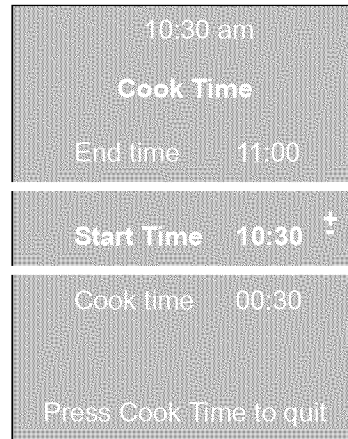 10:30 am
Cook Time
End time 11:00
Start Time 10:30 +
-
Cook time 00:30
Press Cook Time to quit